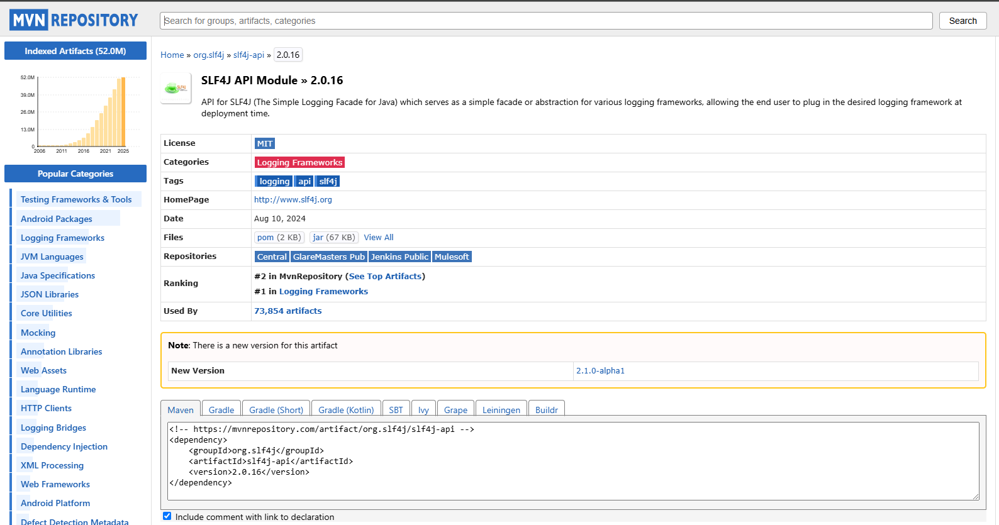 MVN REPOSITORY
Search for groups, artifacts, categories
Search
Indexed Artifacts (52.0M)
52.0M
39.0M
26.0M
13.0M
0
2006 2011 2016 2021 2025
Popular Categories
Testing Frameworks & Tools
Android Packages
Logging Frameworks
JVM Languages
Java Specifications
JSON Libraries
Core Utilities
Mocking
Annotation Libraries
Web Assets
Language Runtime
HTTP Clients
Logging Bridges
Dependency Injection
XML Processing
Web Frameworks
Android Platform
Defect Detection Metadata
Home » org.slf4j » slf4j-api » 2.0.16
SLF4J
SLF4J API Module » 2.0.16
API for SLF4J (The Simple Logging Facade for Java) which serves as a simple facade or abstraction for various logging frameworks, allowing the end user to plug in the desired logging framework at
deployment time.
License MIT
Categories Logging Frameworks
Tags logging api slf4j
HomePage http://www.slf4j.org
Date Aug 10, 2024
Files pom (2 KB) jar (67 KB) View All
Repositories Central GlareMasters Pub Jenkins Public Mulesoft
Ranking #2 in MvnRepository (See Top Artifacts)
#1 in Logging Frameworks
Used By 73,854 artifacts
Note: There is a new version for this artifact
New Version 2.1.0-alpha1
Maven Gradle Gradle (Short) Gradle (Kotlin) SBT Ivy Grape Leiningen Buildr
<!-- https://mvnrepository.com/artifact/org.slf4j/slf4j-api -->
<dependency>
    <groupId>org.slf4j</groupId>
    <artifactId>slf4j-api</artifactId>
    <version>2.0.16</version>
</dependency>
Include comment with link to declaration